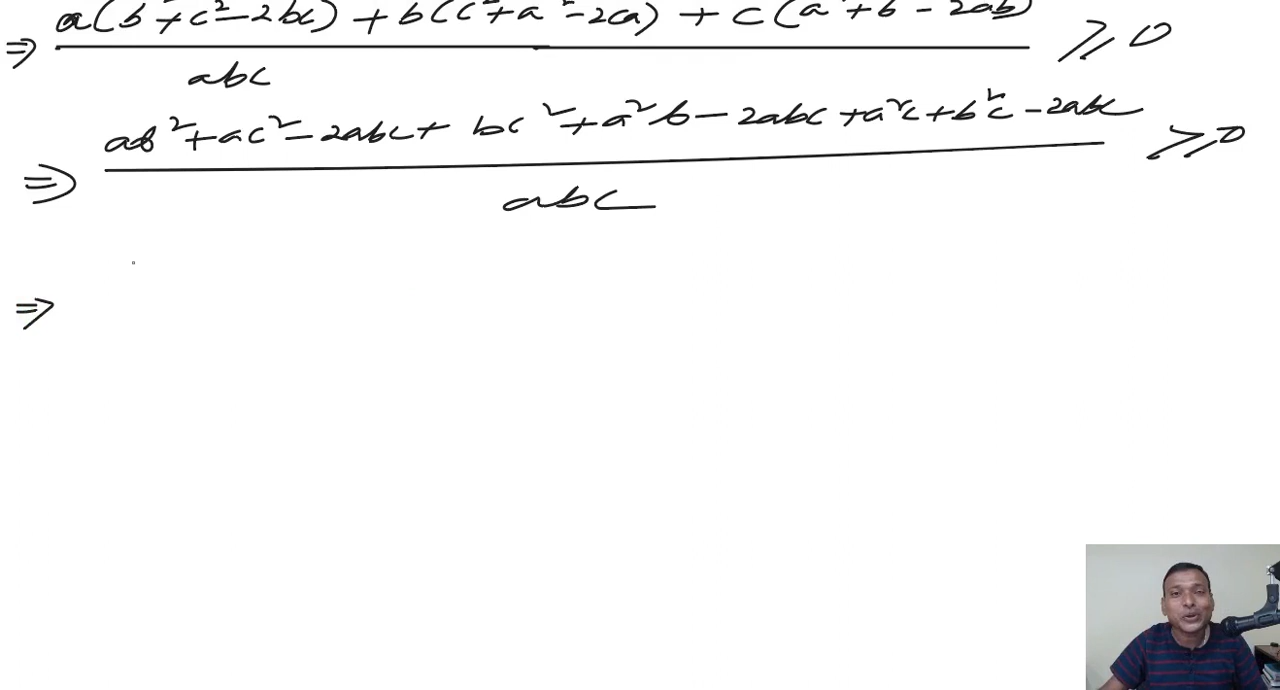 ⇒ a(b²+c²-2bc) + b(c²+a²-2ca) + c(a²+b²-2ab) ⩾ 0
abc
ab²+ac²-2abc+ bc²+a²b-2abc+a²c+b²c-2abc ⩾ 0
⇒
abc
⇒